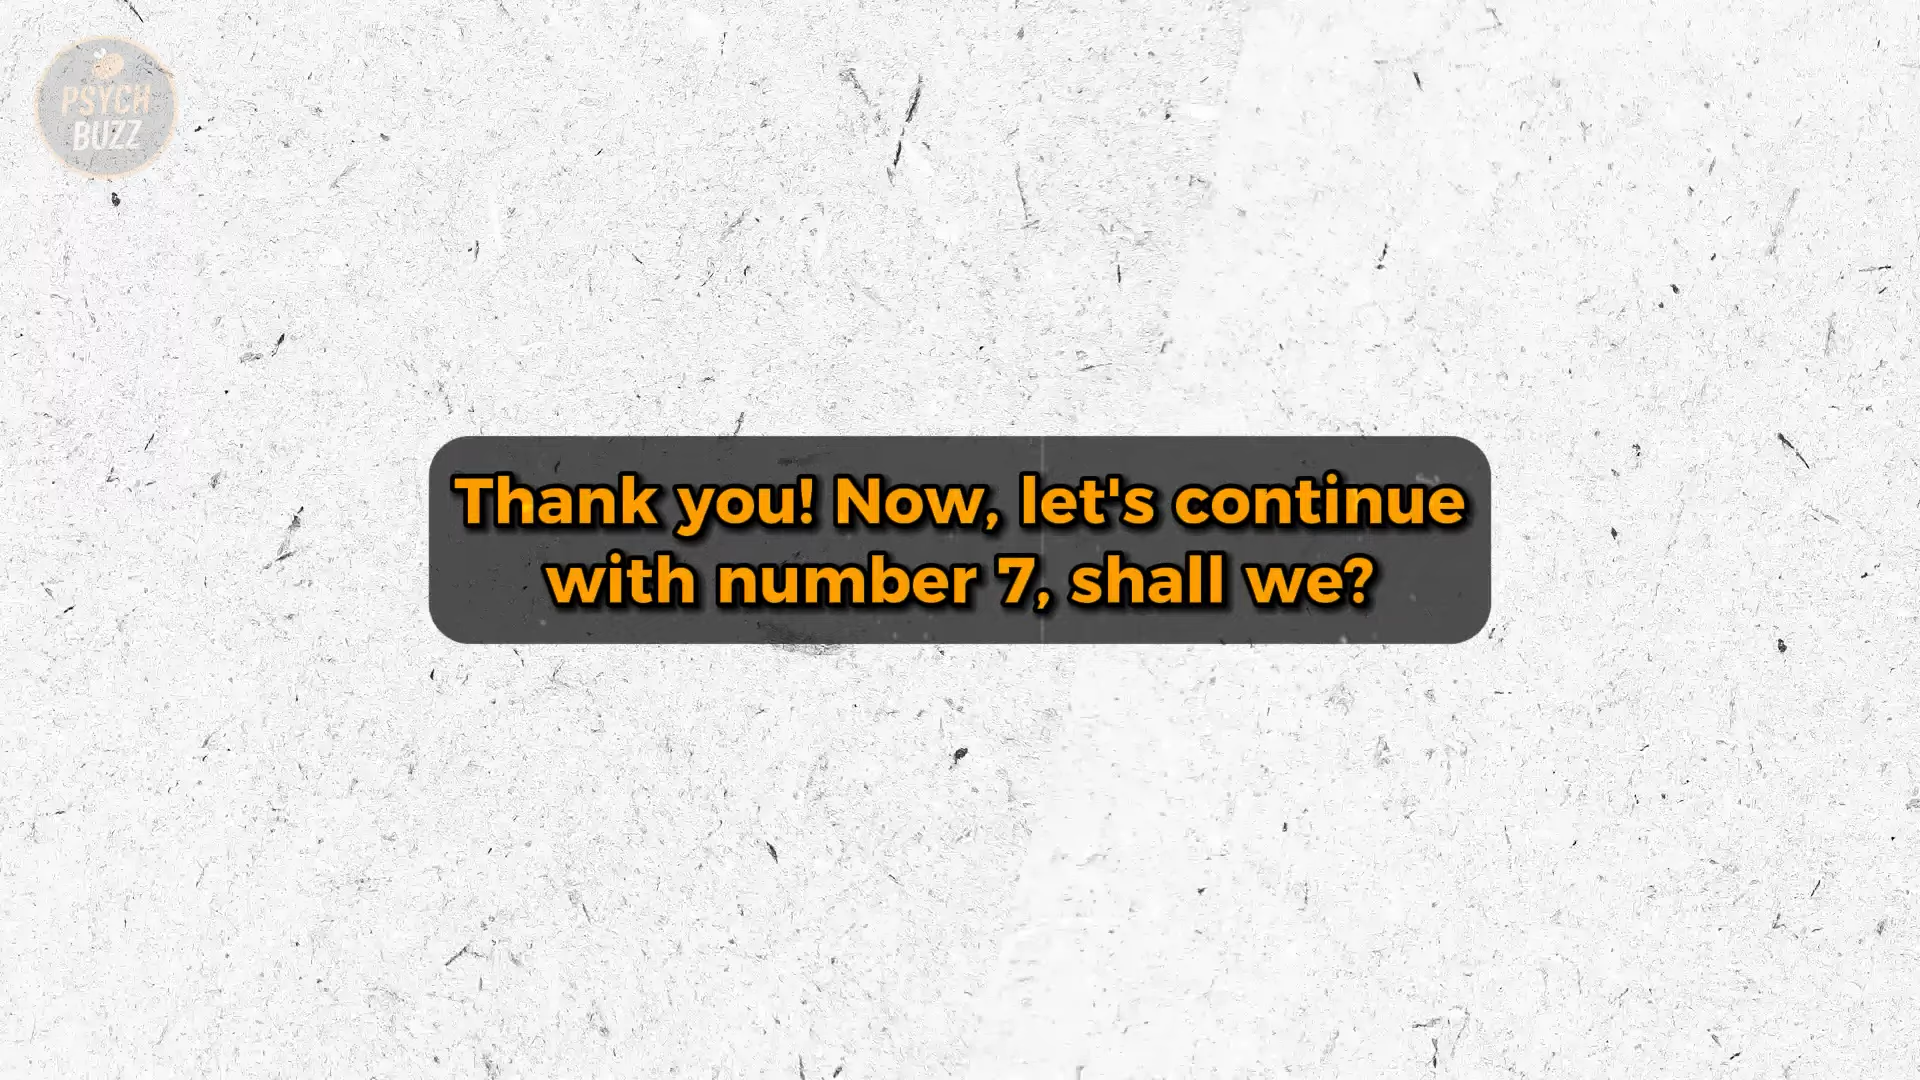 PSYCH
BUZZ
Thank you! Now, let's continue
with number 7, shall we?